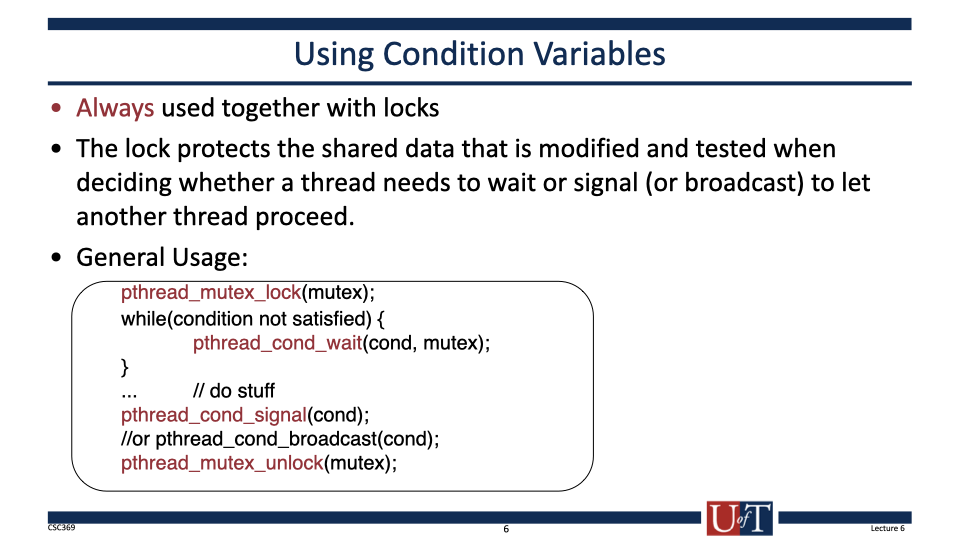 Using Condition Variables
• Always used together with locks
• The lock protects the shared data that is modified and tested when
deciding whether a thread needs to wait or signal (or broadcast) to let
another thread proceed.
• General Usage:
pthread_mutex_lock(mutex);
while(condition not satisfied) {
pthread_cond_wait(cond, mutex);
}
... // do stuff
pthread_cond_signal(cond);
//or pthread_cond_broadcast(cond);
pthread_mutex_unlock(mutex);
CSC369
6
U of T
Lecture 6